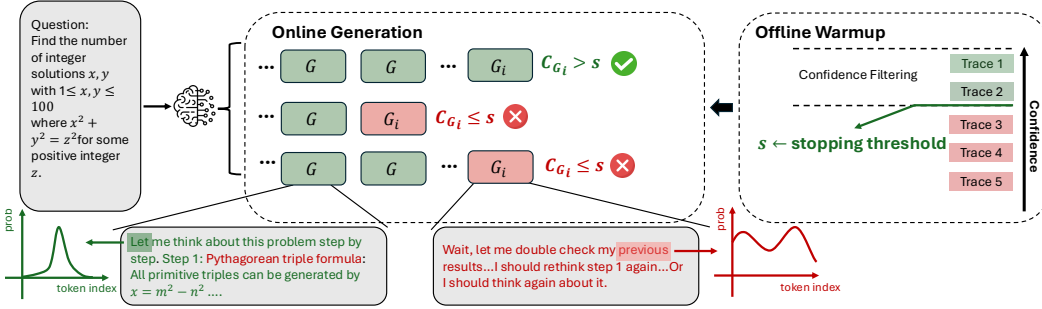 Question:
Find the number
of integer
solutions x, y
with 1≤ x, y ≤
100
where x² +
y² = z² for some
positive integer
z.
Online Generation
... G G ... G_i C_{G_i} > s
... G G_i C_{G_i} ≤ s
... G G ... G_i C_{G_i} ≤ s
Offline Warmup
Confidence Filtering
Trace 1
Trace 2
Trace 3
Trace 4
Trace 5
s ← stopping threshold
Confidence
prob
token index
Let me think about this problem step by
step. Step 1: Pythagorean triple formula:
All primitive triples can be generated by
x = m² − n² ....
Wait, let me double check my previous
results...I should rethink step 1 again...Or
I should think again about it.
prob
token index